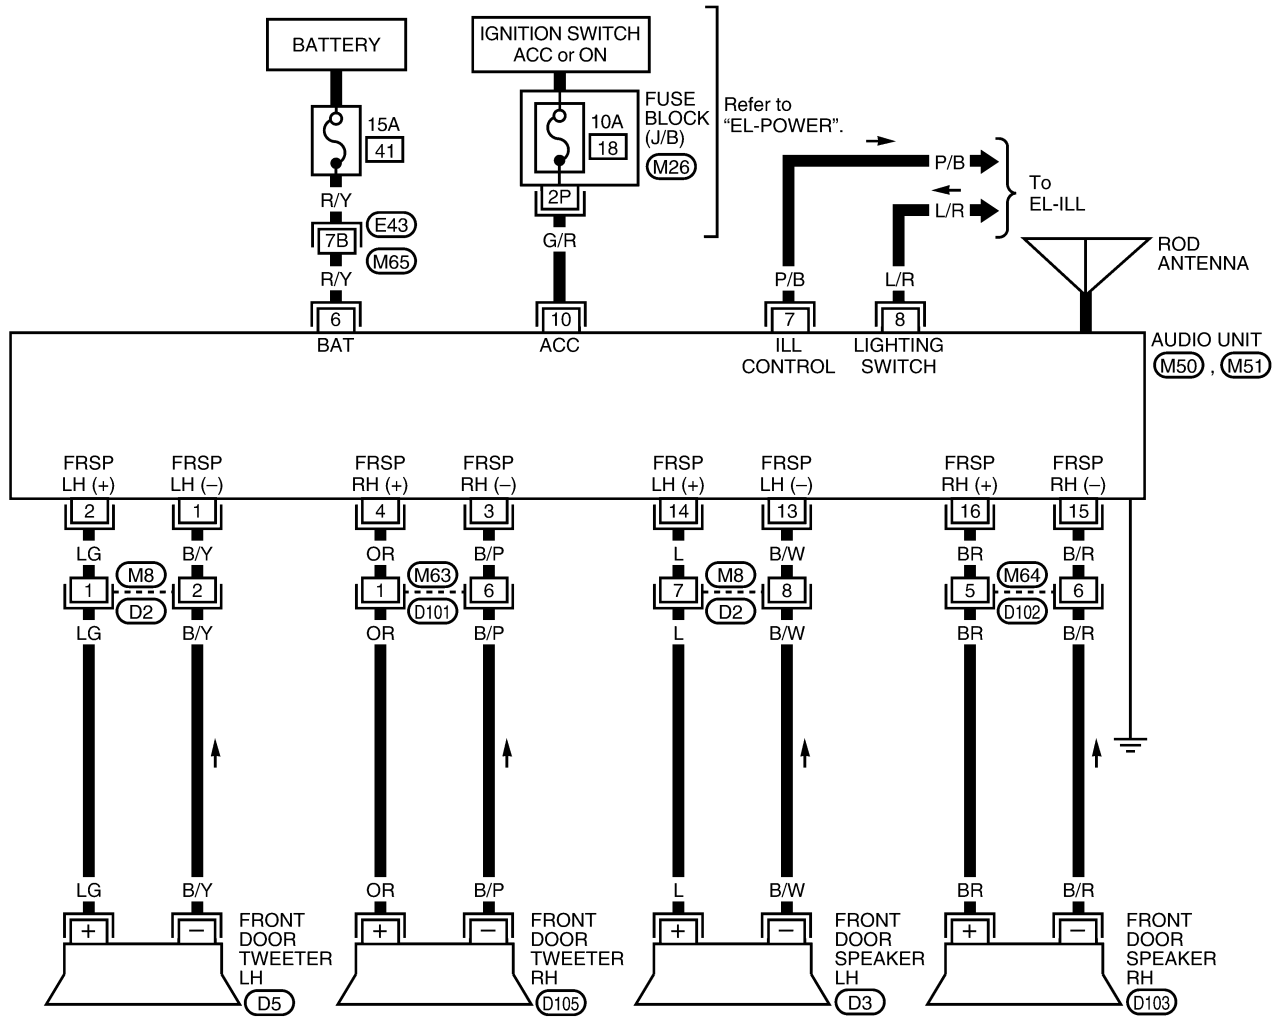 BATTERY
IGNITION SWITCH
ACC or ON
15A
41
10A
18
FUSE
BLOCK
(J/B)
M26
Refer to
“EL-POWER”.
R/Y
2P
7B
E43
M65
G/R
R/Y
P/B
L/R
To
EL-ILL
P/B
L/R
ROD
ANTENNA
6
10
7
8
BAT
ACC
ILL
CONTROL
LIGHTING
SWITCH
AUDIO UNIT
M50 , M51
FRSP
LH (+)
FRSP
LH (–)
FRSP
RH (+)
FRSP
RH (–)
FRSP
LH (+)
FRSP
LH (–)
FRSP
RH (+)
FRSP
RH (–)
2
1
4
3
14
13
16
15
LG
B/Y
OR
B/P
L
B/W
BR
B/R
1
M8
D2
2
1
M63
D101
6
7
M8
D2
8
5
M64
D102
6
LG
B/Y
OR
B/P
L
B/W
BR
B/R
LG
B/Y
OR
B/P
L
B/W
BR
B/R
+
–
+
–
+
–
+
–
FRONT
DOOR
TWEETER
LH
D5
FRONT
DOOR
TWEETER
RH
D105
FRONT
DOOR
SPEAKER
LH
D3
FRONT
DOOR
SPEAKER
RH
D103